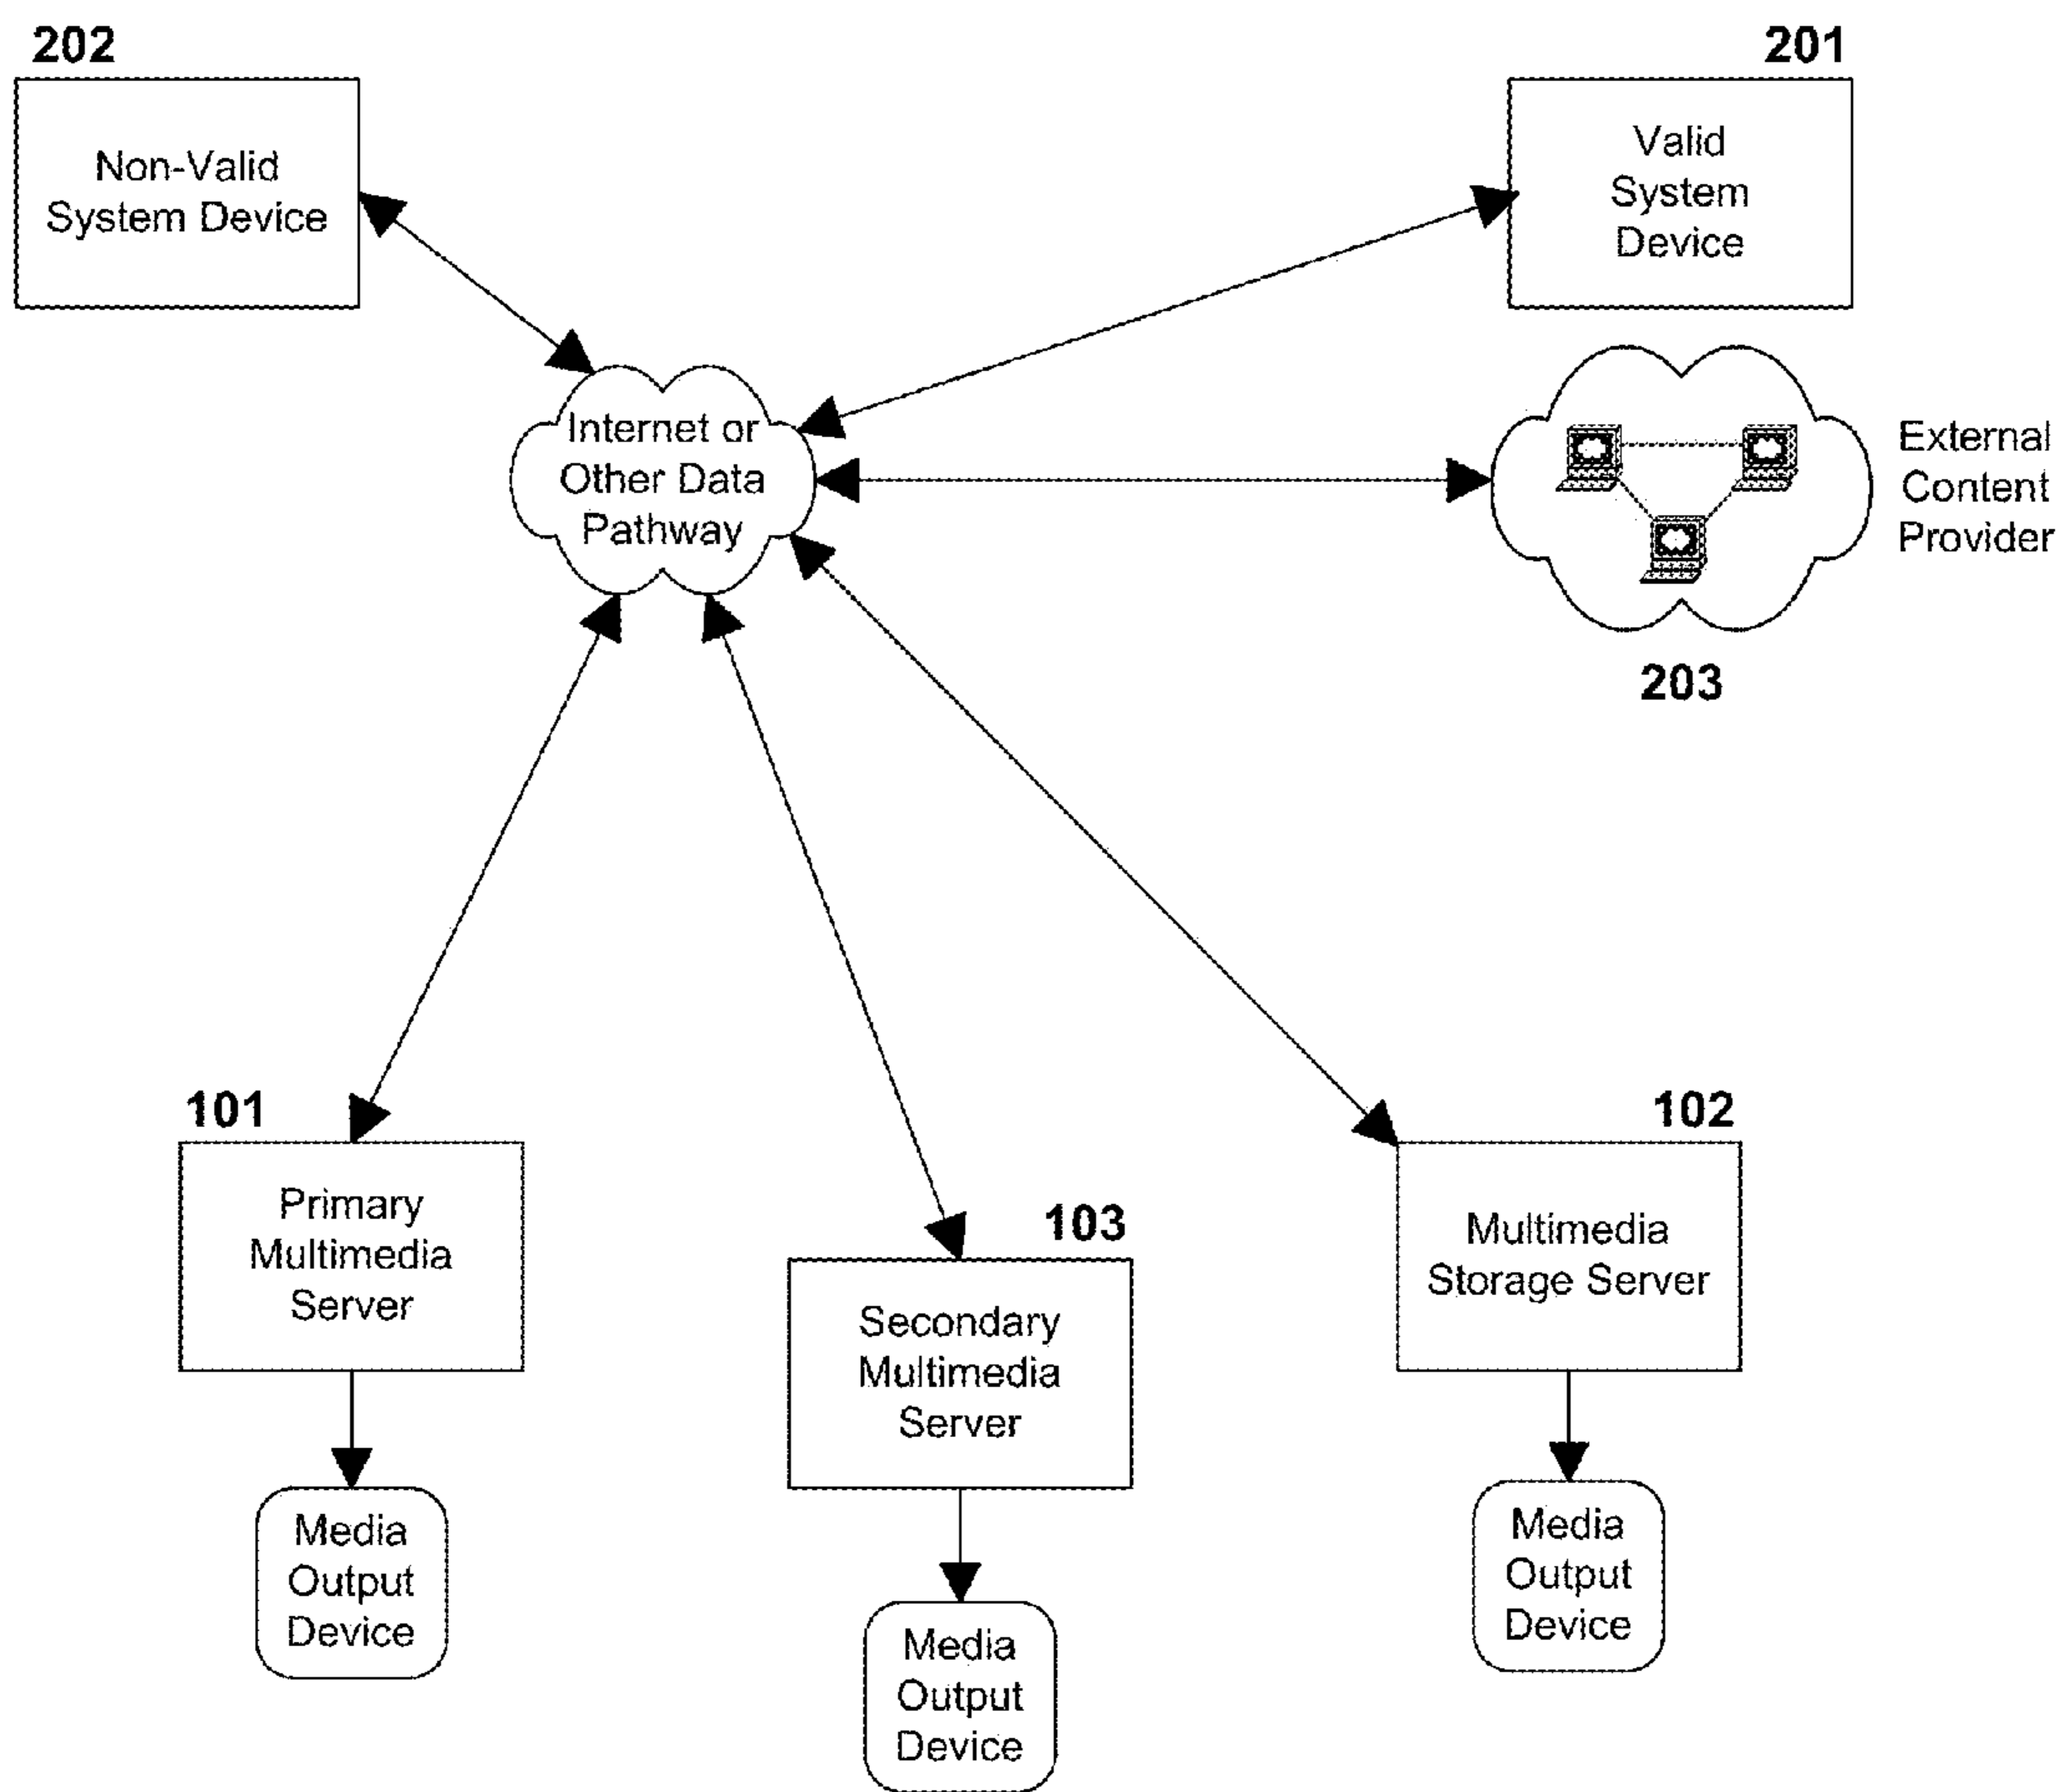 202
201
Non-Valid
System Device
Valid
System
Device
Internet or
Other Data
Pathway
External
Content
Provider
203
101
Primary
Multimedia
Server
103
Secondary
Multimedia
Server
102
Multimedia
Storage Server
Media
Output
Device
Media
Output
Device
Media
Output
Device